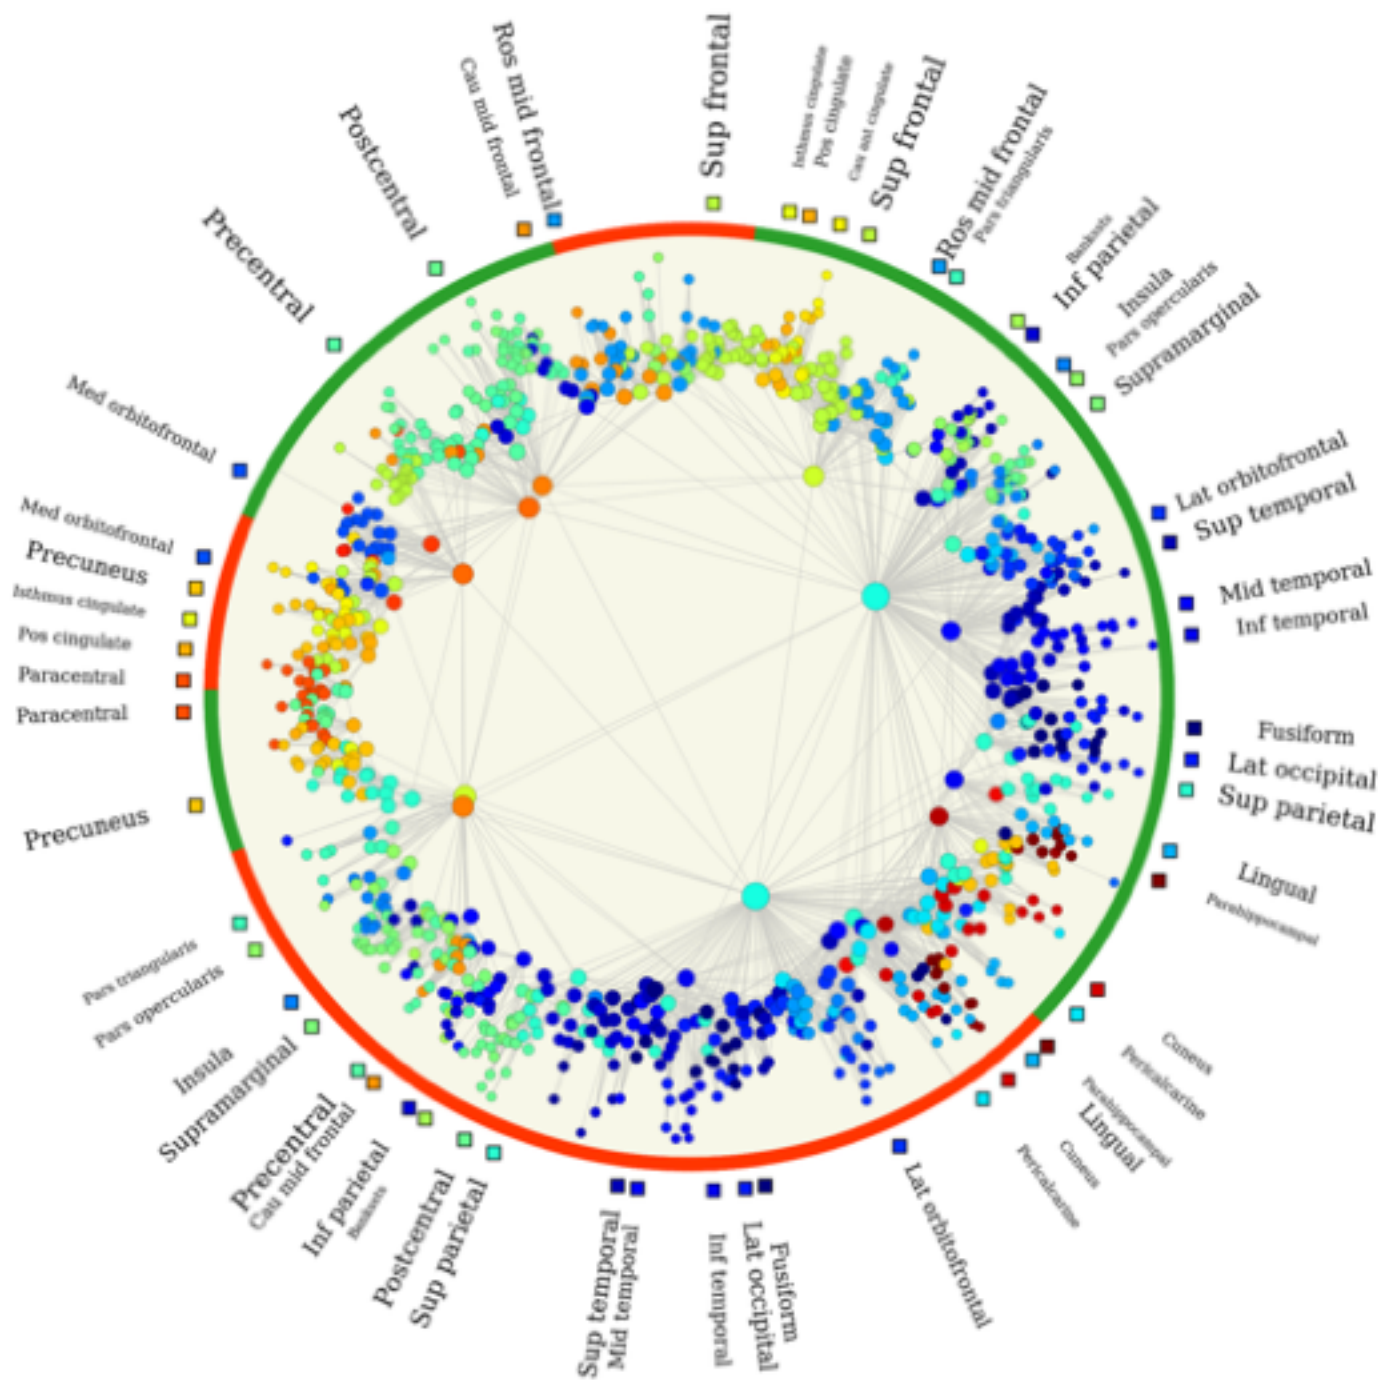 Sup frontal
Isthmus cingulate
Pos cingulate
Cau ant cingulate
Sup frontal
Ros mid frontal
Pars triangularis
Bankssts
Inf parietal
Insula
Pars opercularis
Supramarginal
Lat orbitofrontal
Sup temporal
Mid temporal
Inf temporal
Fusiform
Lat occipital
Sup parietal
Lingual
Parahippocampal
Cuneus
Pericalcarine
Parahippocampal
Lingual
Cuneus
Pericalcarine
Lat orbitofrontal
Fusiform
Lat occipital
Inf temporal
Mid temporal
Sup temporal
Sup parietal
Postcentral
Bankssts
Inf parietal
Cau mid frontal
Precentral
Supramarginal
Insula
Pars opercularis
Pars triangularis
Precuneus
Paracentral
Paracentral
Pos cingulate
Isthmus cingulate
Precuneus
Med orbitofrontal
Med orbitofrontal
Precentral
Postcentral
Cau mid frontal
Ros mid frontal